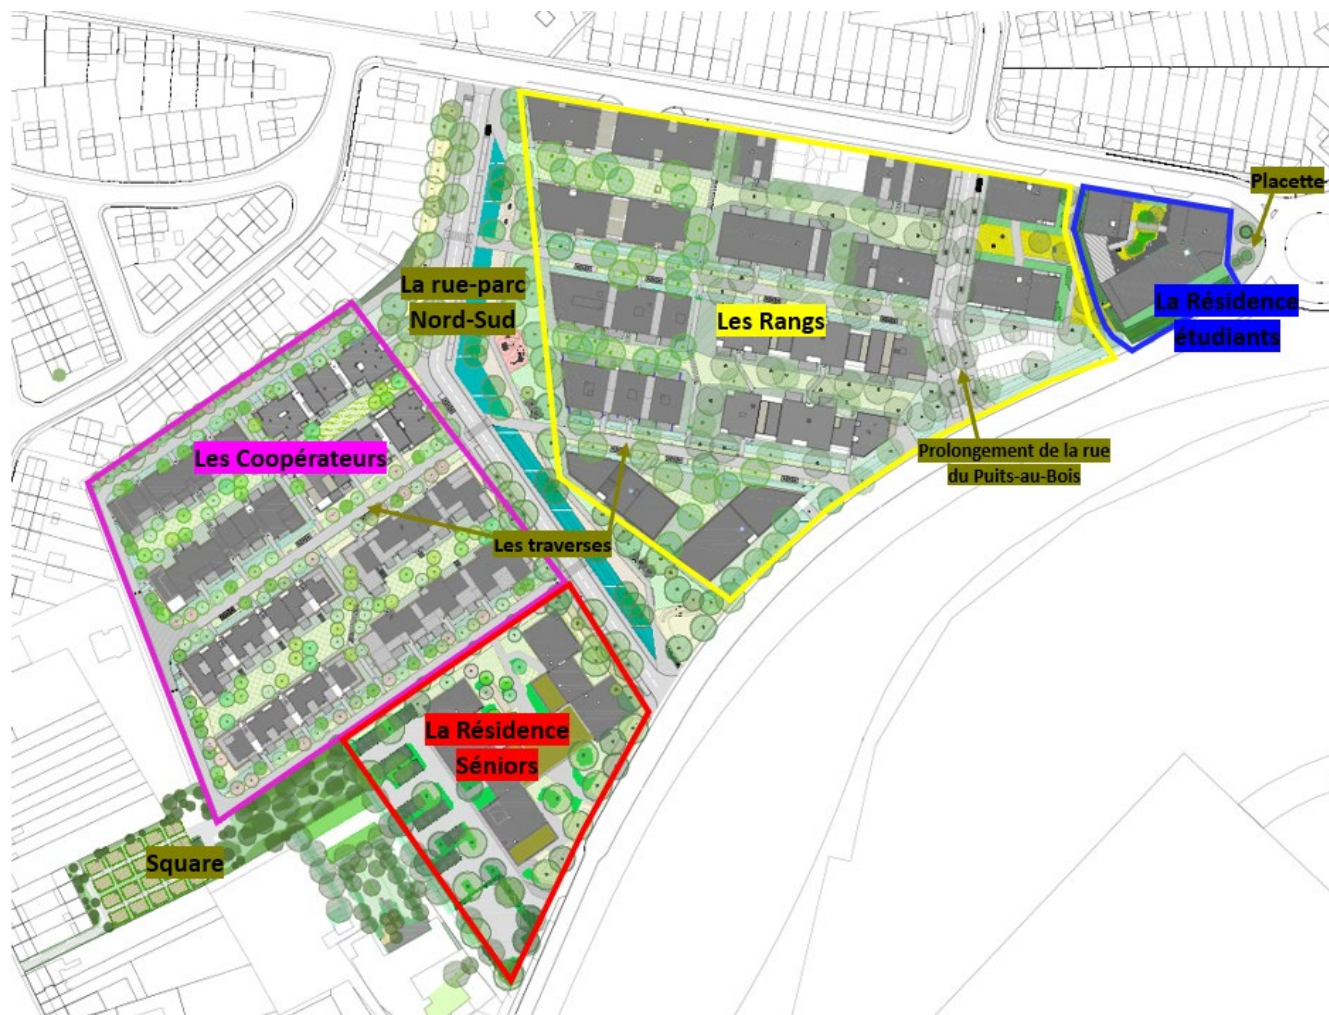 Placette
La rue-parc
Nord-Sud
La Résidence
étudiants
Les Rangs
Les Coopérateurs
Prolongement de la rue
du Puits-au-Bois
Les traverses
La Résidence
Séniors
Square